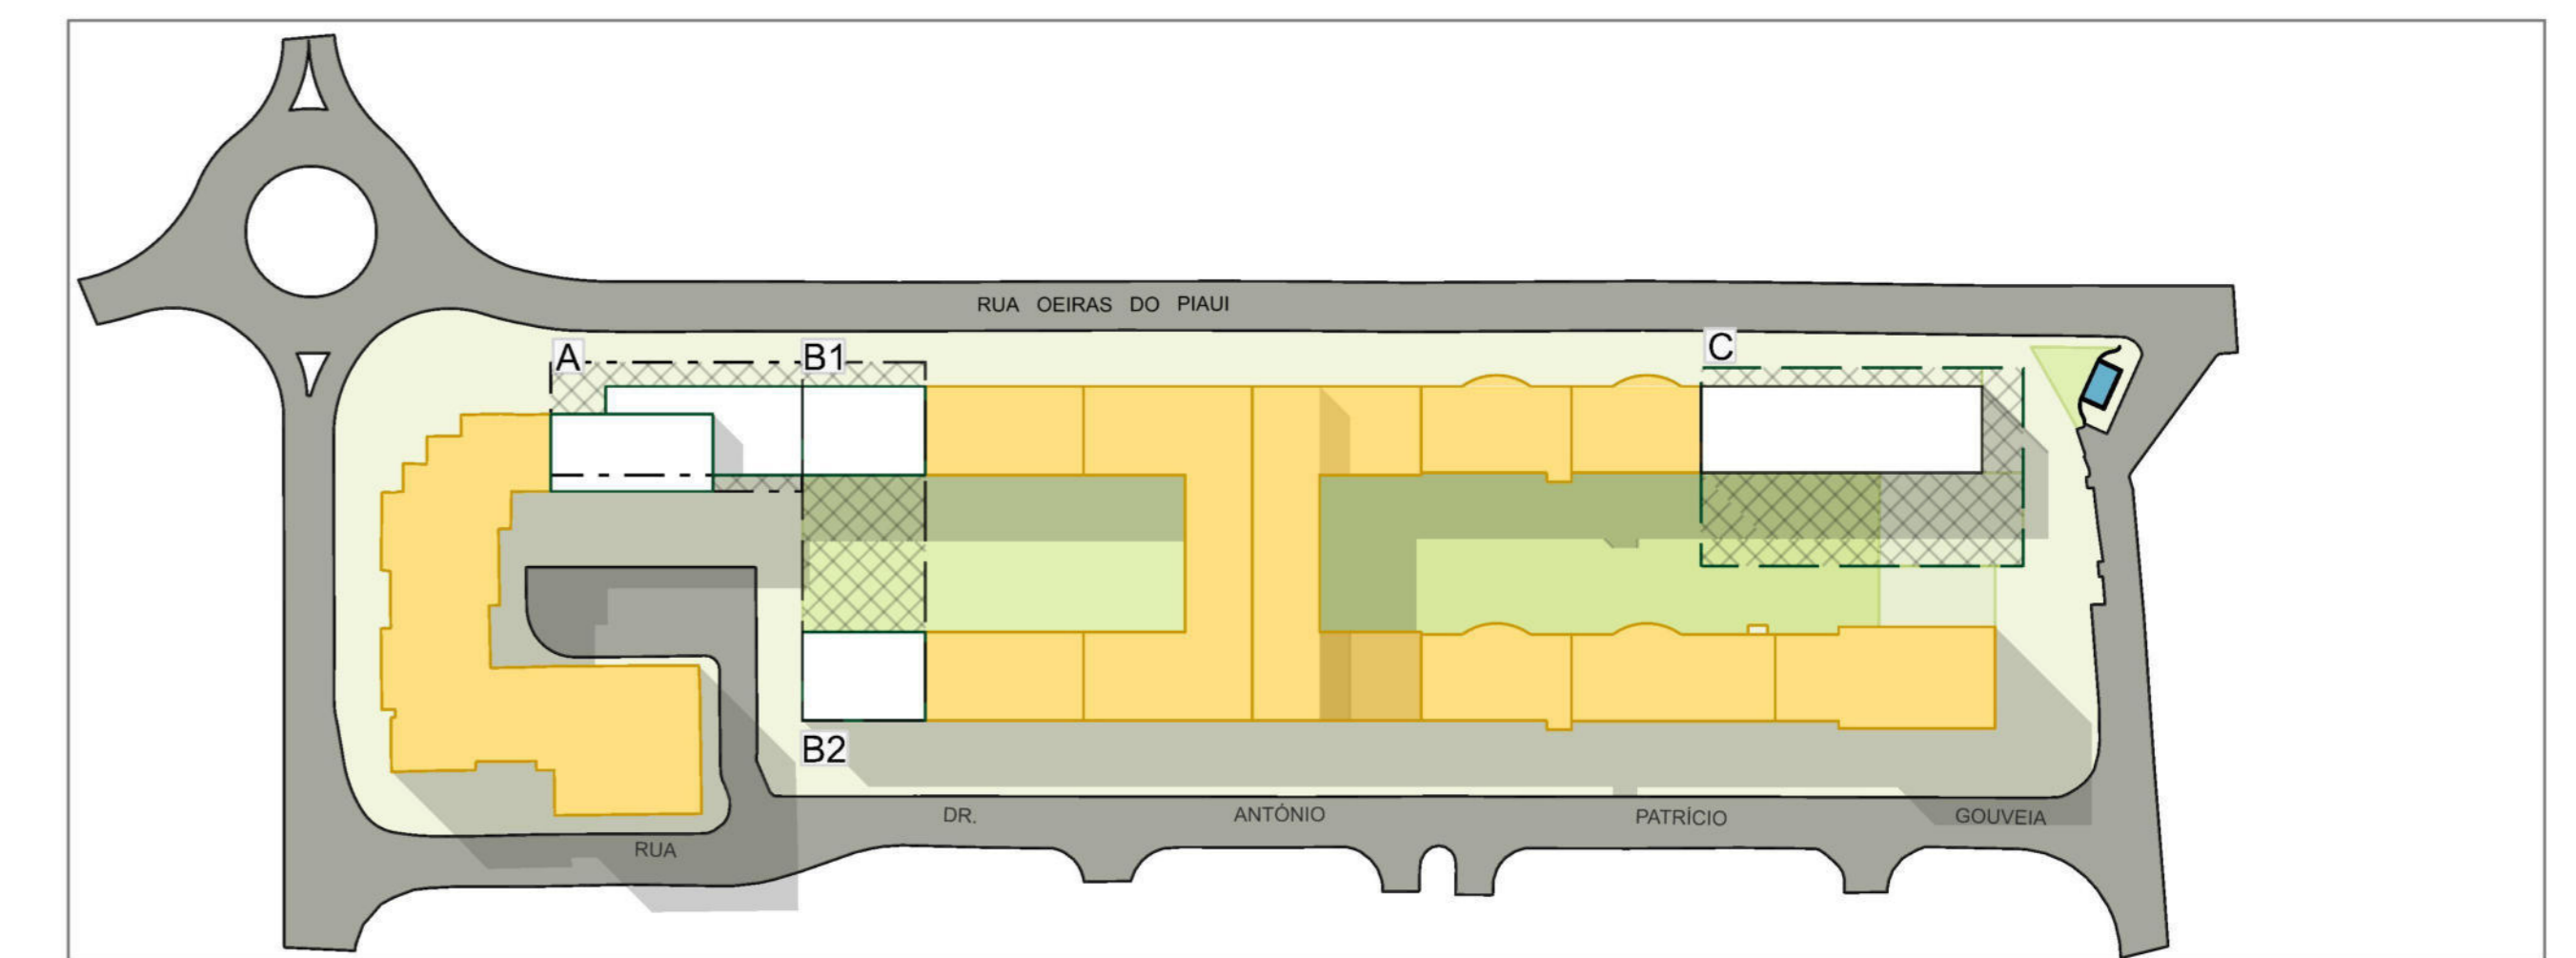 RUA OEIRAS DO PIAUI
A
B1
C
B2
RUA DR. ANTÓNIO PATRÍCIO GOUVEIA